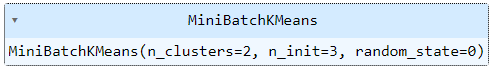 MiniBatchKMeans
MiniBatchKMeans(n_clusters=2, n_init=3, random_state=0)